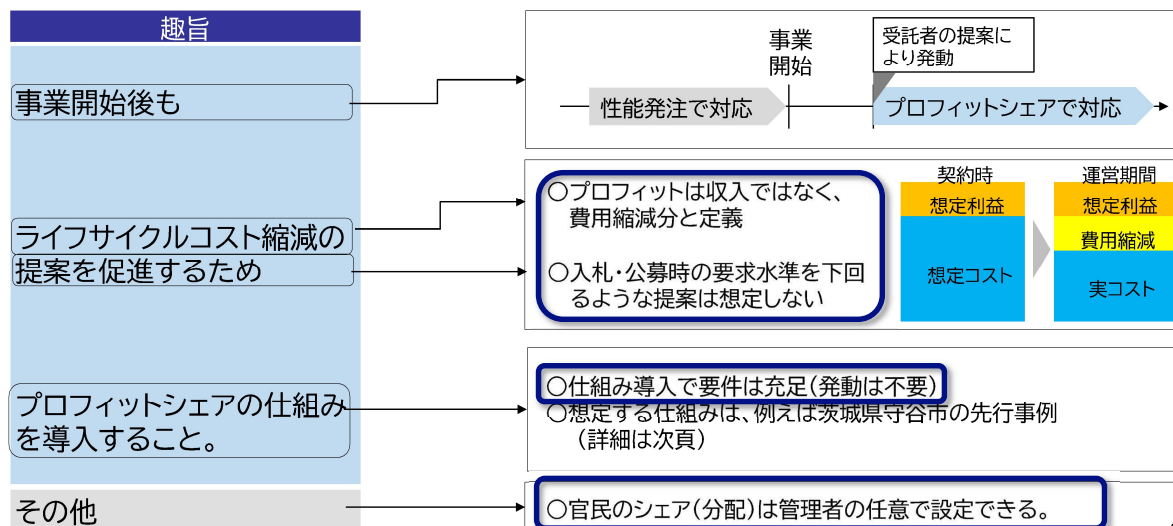 趣旨
事業開始後も
事業
開始
受託者の提案に
より発動
性能発注で対応
プロフィットシェアで対応
ライフサイクルコスト縮減の
提案を促進するため
○プロフィットは収入ではなく、
費用縮減分と定義
○入札・公募時の要求水準を下回
るような提案は想定しない
契約時
想定利益
想定コスト
運営期間
想定利益
費用縮減
実コスト
プロフィットシェアの仕組み
を導入すること。
○仕組み導入で要件は充足(発動は不要)
○想定する仕組みは、例えば茨城県守谷市の先行事例
(詳細は次頁)
その他
○官民のシェア(分配)は管理者の任意で設定できる。